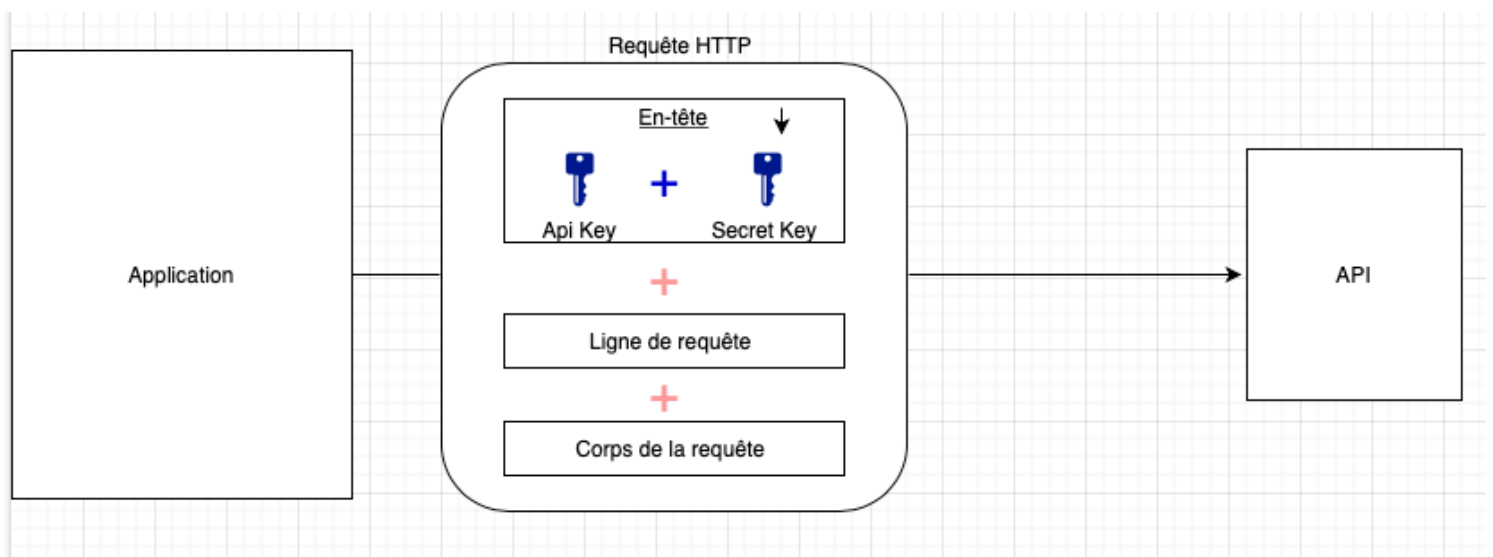 Requête HTTP
En-tête
Api Key
Secret Key
Application
API
Ligne de requête
Corps de la requête